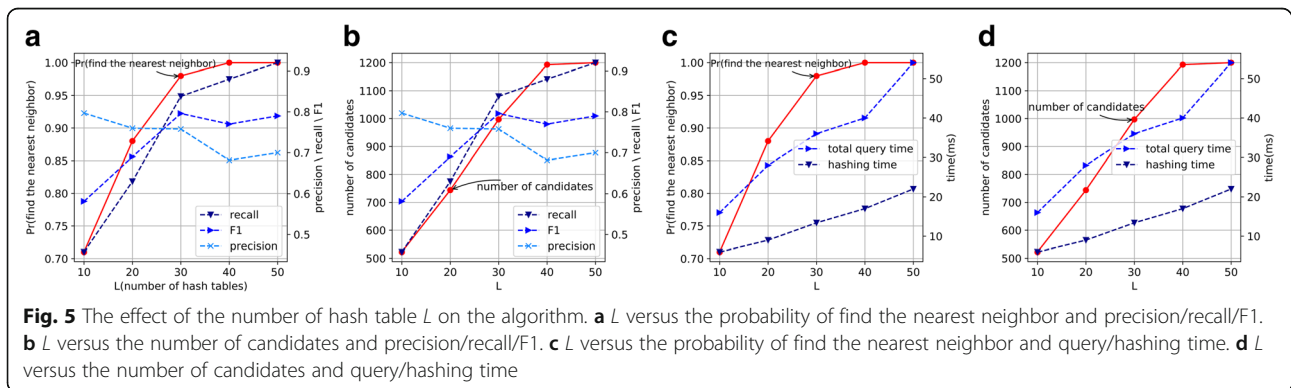 a
Pr(find the nearest neighbor)
1.00
0.95
0.90
0.85
0.80
0.75
0.70
Pr(find the nearest neighbor)
recall
F1
precision
0.9
0.8
0.7
0.6
0.5
precision \ recall \ F1
10 20 30 40 50
L(number of hash tables)
b
number of candidates
1200
1100
1000
900
800
700
600
500
number of candidates
recall
F1
precision
0.9
0.8
0.7
0.6
0.5
precision \ recall \ F1
10 20 30 40 50
L
c
Pr(find the nearest neighbor)
1.00
0.95
0.90
0.85
0.80
0.75
0.70
Pr(find the nearest neighbor)
total query time
hashing time
50
40
30
20
10
time(ms)
10 20 30 40 50
L
d
number of candidates
1200
1100
1000
900
800
700
600
500
number of candidates
total query time
hashing time
50
40
30
20
10
time(ms)
10 20 30 40 50
L
Fig. 5 The effect of the number of hash table L on the algorithm. a L versus the probability of find the nearest neighbor and precision/recall/F1.
b L versus the number of candidates and precision/recall/F1. c L versus the probability of find the nearest neighbor and query/hashing time. d L
versus the number of candidates and query/hashing time